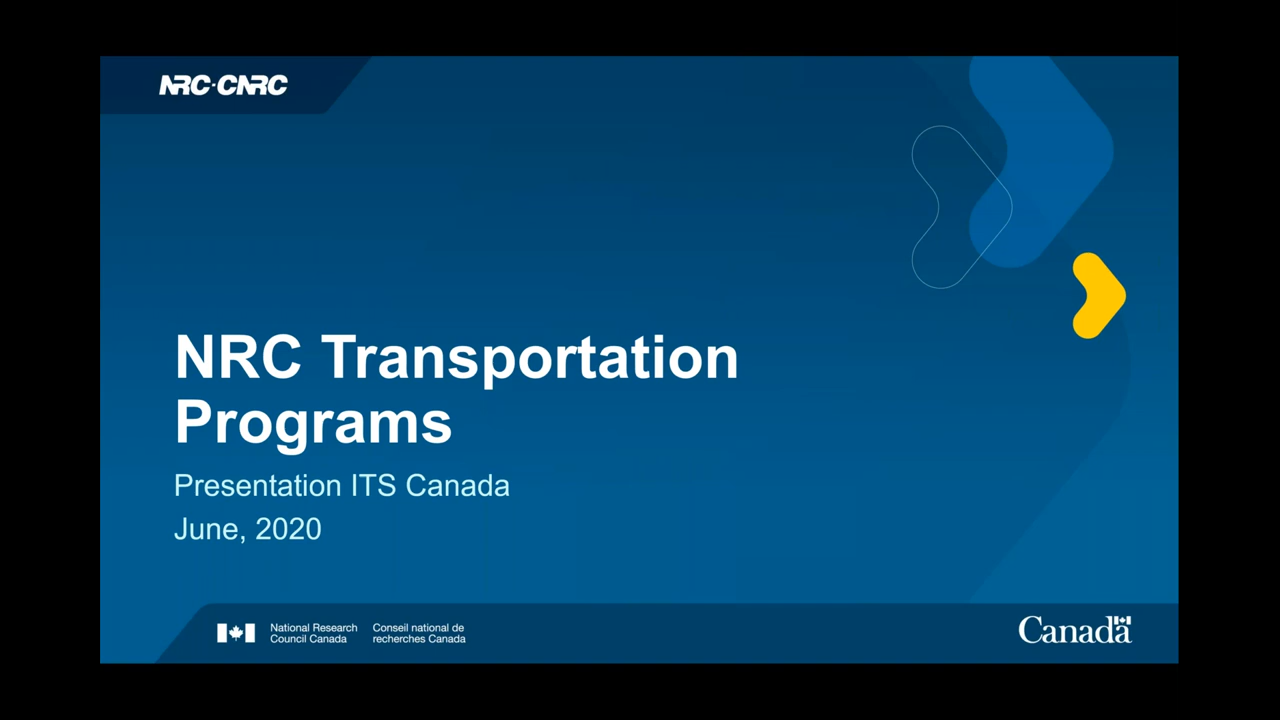 NRC·CNRC
NRC Transportation
Programs
Presentation ITS Canada
June, 2020
National Research
Council Canada
Conseil national de
recherches Canada
Canada